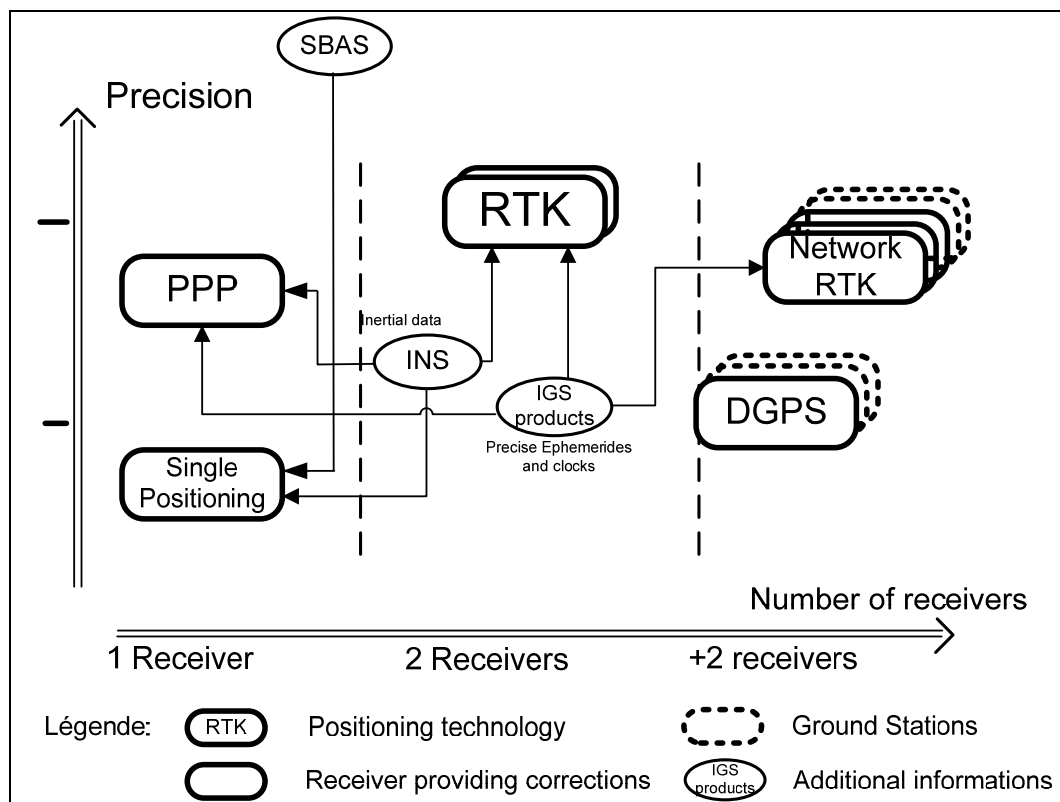 SBAS
Precision
RTK
Network
RTK
PPP
Inertial data
INS
IGS
products
DGPS
Precise Ephemerides
and clocks
Single
Positioning
Number of receivers
1 Receiver
2 Receivers
+2 receivers
Légende:
RTK
Positioning technology
Ground Stations
Receiver providing corrections
IGS
products
Additional informations